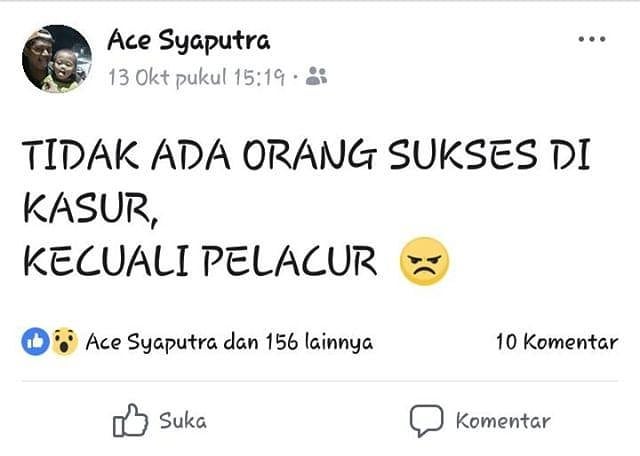 Ace Syaputra
13 Okt pukul 15:19 ·
TIDAK ADA ORANG SUKSES DI
KASUR,
KECUALI PELACUR 😠
Ace Syaputra dan 156 lainnya
10 Komentar
Suka
Komentar